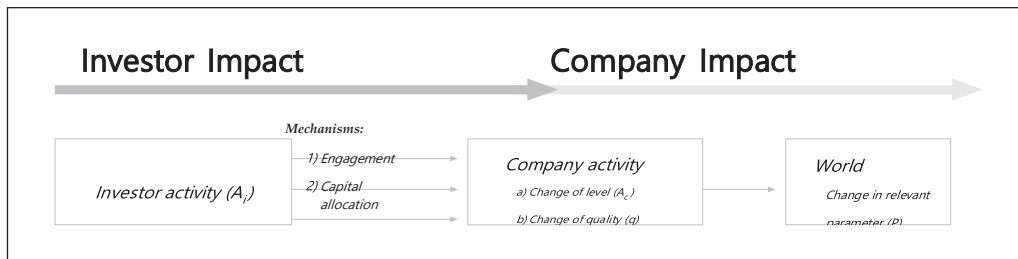 Investor Impact
Company Impact
Mechanisms:
1) Engagement
2) Capital
allocation
Investor activity (Ai)
Company activity
a) Change of level (Ac)
b) Change of quality (q)
World
Change in relevant
parameter (P)